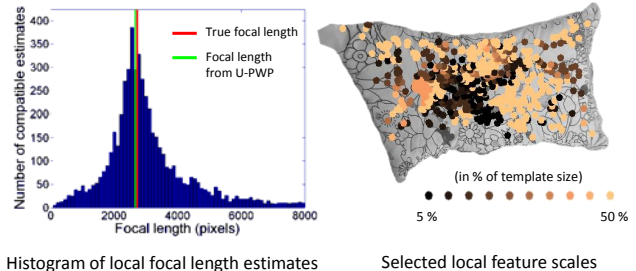 400
350
300
250
200
150
100
50
0
0 2000 4000 6000 8000
Number of compatible estimates
Focal length (pixels)
True focal length
Focal length
from U-PWP
Histogram of local focal length estimates
(in % of template size)
5 % 50 %
Selected local feature scales